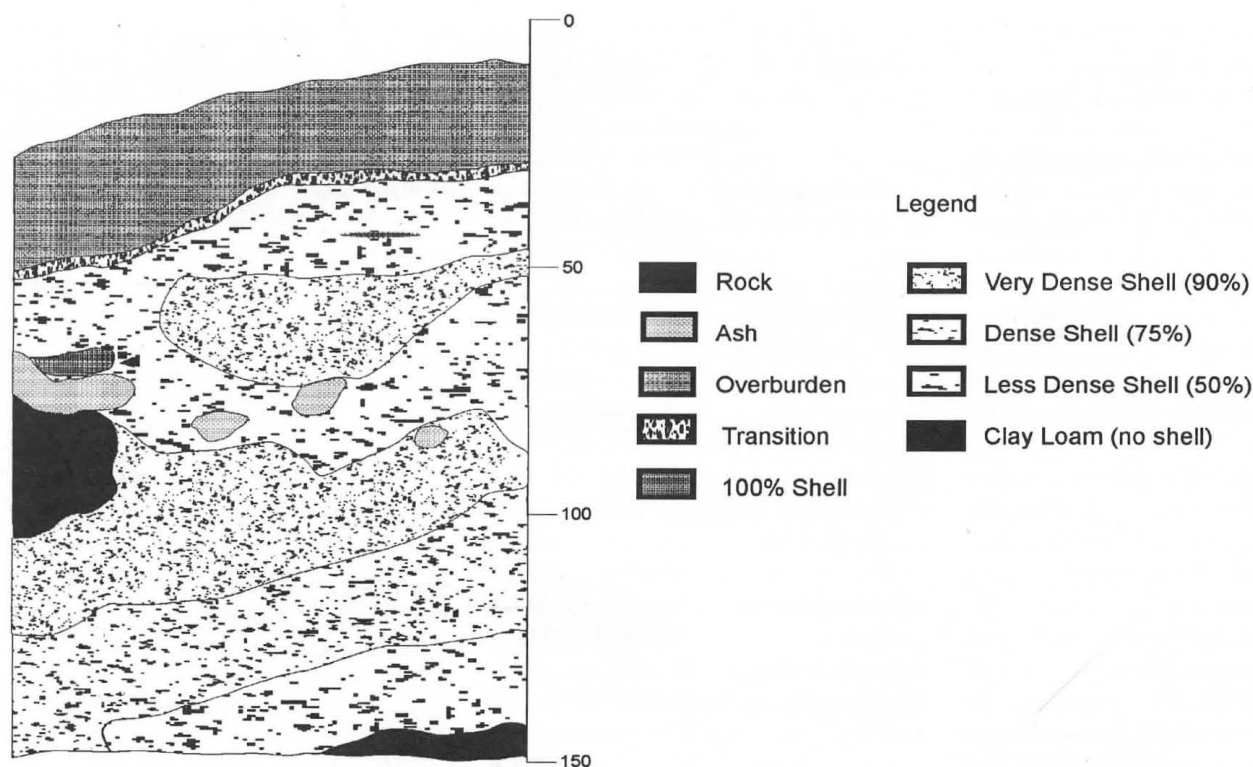 0
50
100
150
Legend
Rock
Ash
Overburden
Transition
100% Shell
Very Dense Shell (90%)
Dense Shell (75%)
Less Dense Shell (50%)
Clay Loam (no shell)